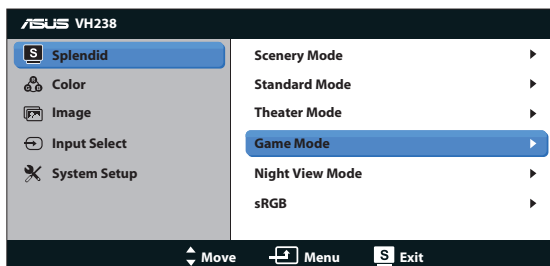 ASUS VH238
S Splendid
Color
Image
Input Select
System Setup
Scenery Mode
Standard Mode
Theater Mode
Game Mode
Night View Mode
sRGB
Move Menu S Exit